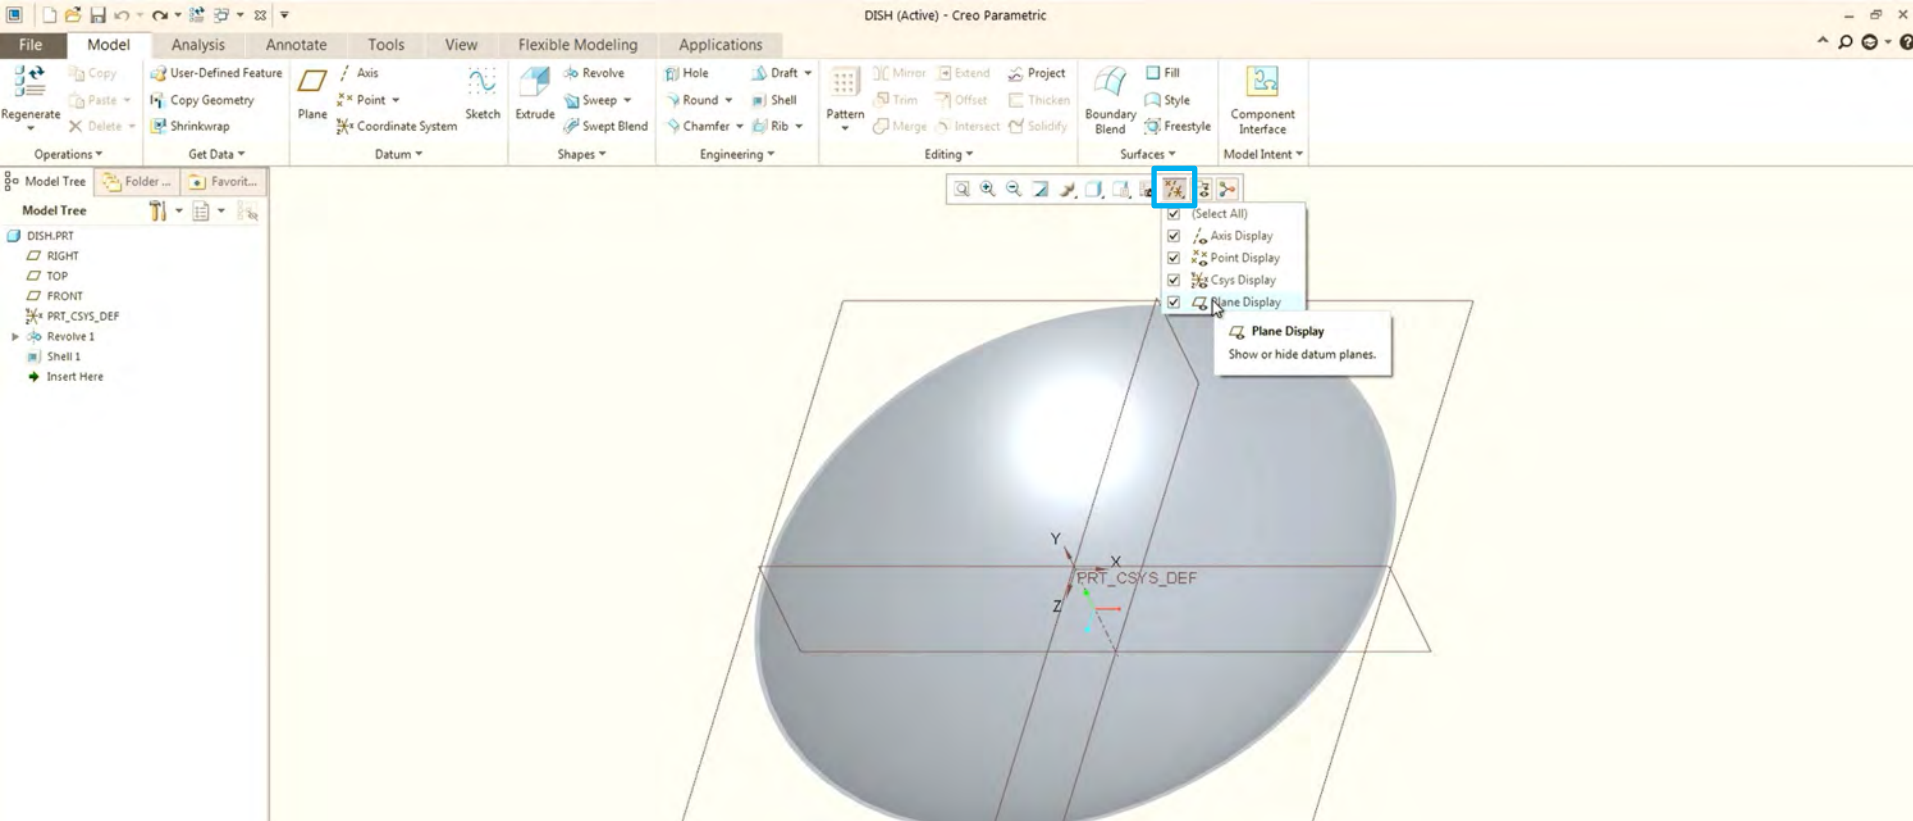 DISH (Active) - Creo Parametric
File Model Analysis Annotate Tools View Flexible Modeling Applications
Regenerate
Copy
Paste
Delete
Operations
User-Defined Feature
Copy Geometry
Shrinkwrap
Get Data
Plane
Axis
Point
Coordinate System
Sketch
Datum
Extrude
Revolve
Sweep
Swept Blend
Shapes
Hole
Draft
Round
Shell
Chamfer
Rib
Engineering
Pattern
Mirror
Extend
Project
Trim
Offset
Thicken
Merge
Intersect
Solidify
Editing
Boundary
Blend
Fill
Style
Freestyle
Surfaces
Component
Interface
Model Intent
Model Tree
Folder ...
Favorit...
Model Tree
DISH.PRT
RIGHT
TOP
FRONT
PRT_CSYS_DEF
Revolve 1
Shell 1
Insert Here
(Select All)
Axis Display
Point Display
Csys Display
Plane Display
Plane Display
Show or hide datum planes.
Y
X
PRT_CSYS_DEF
Z